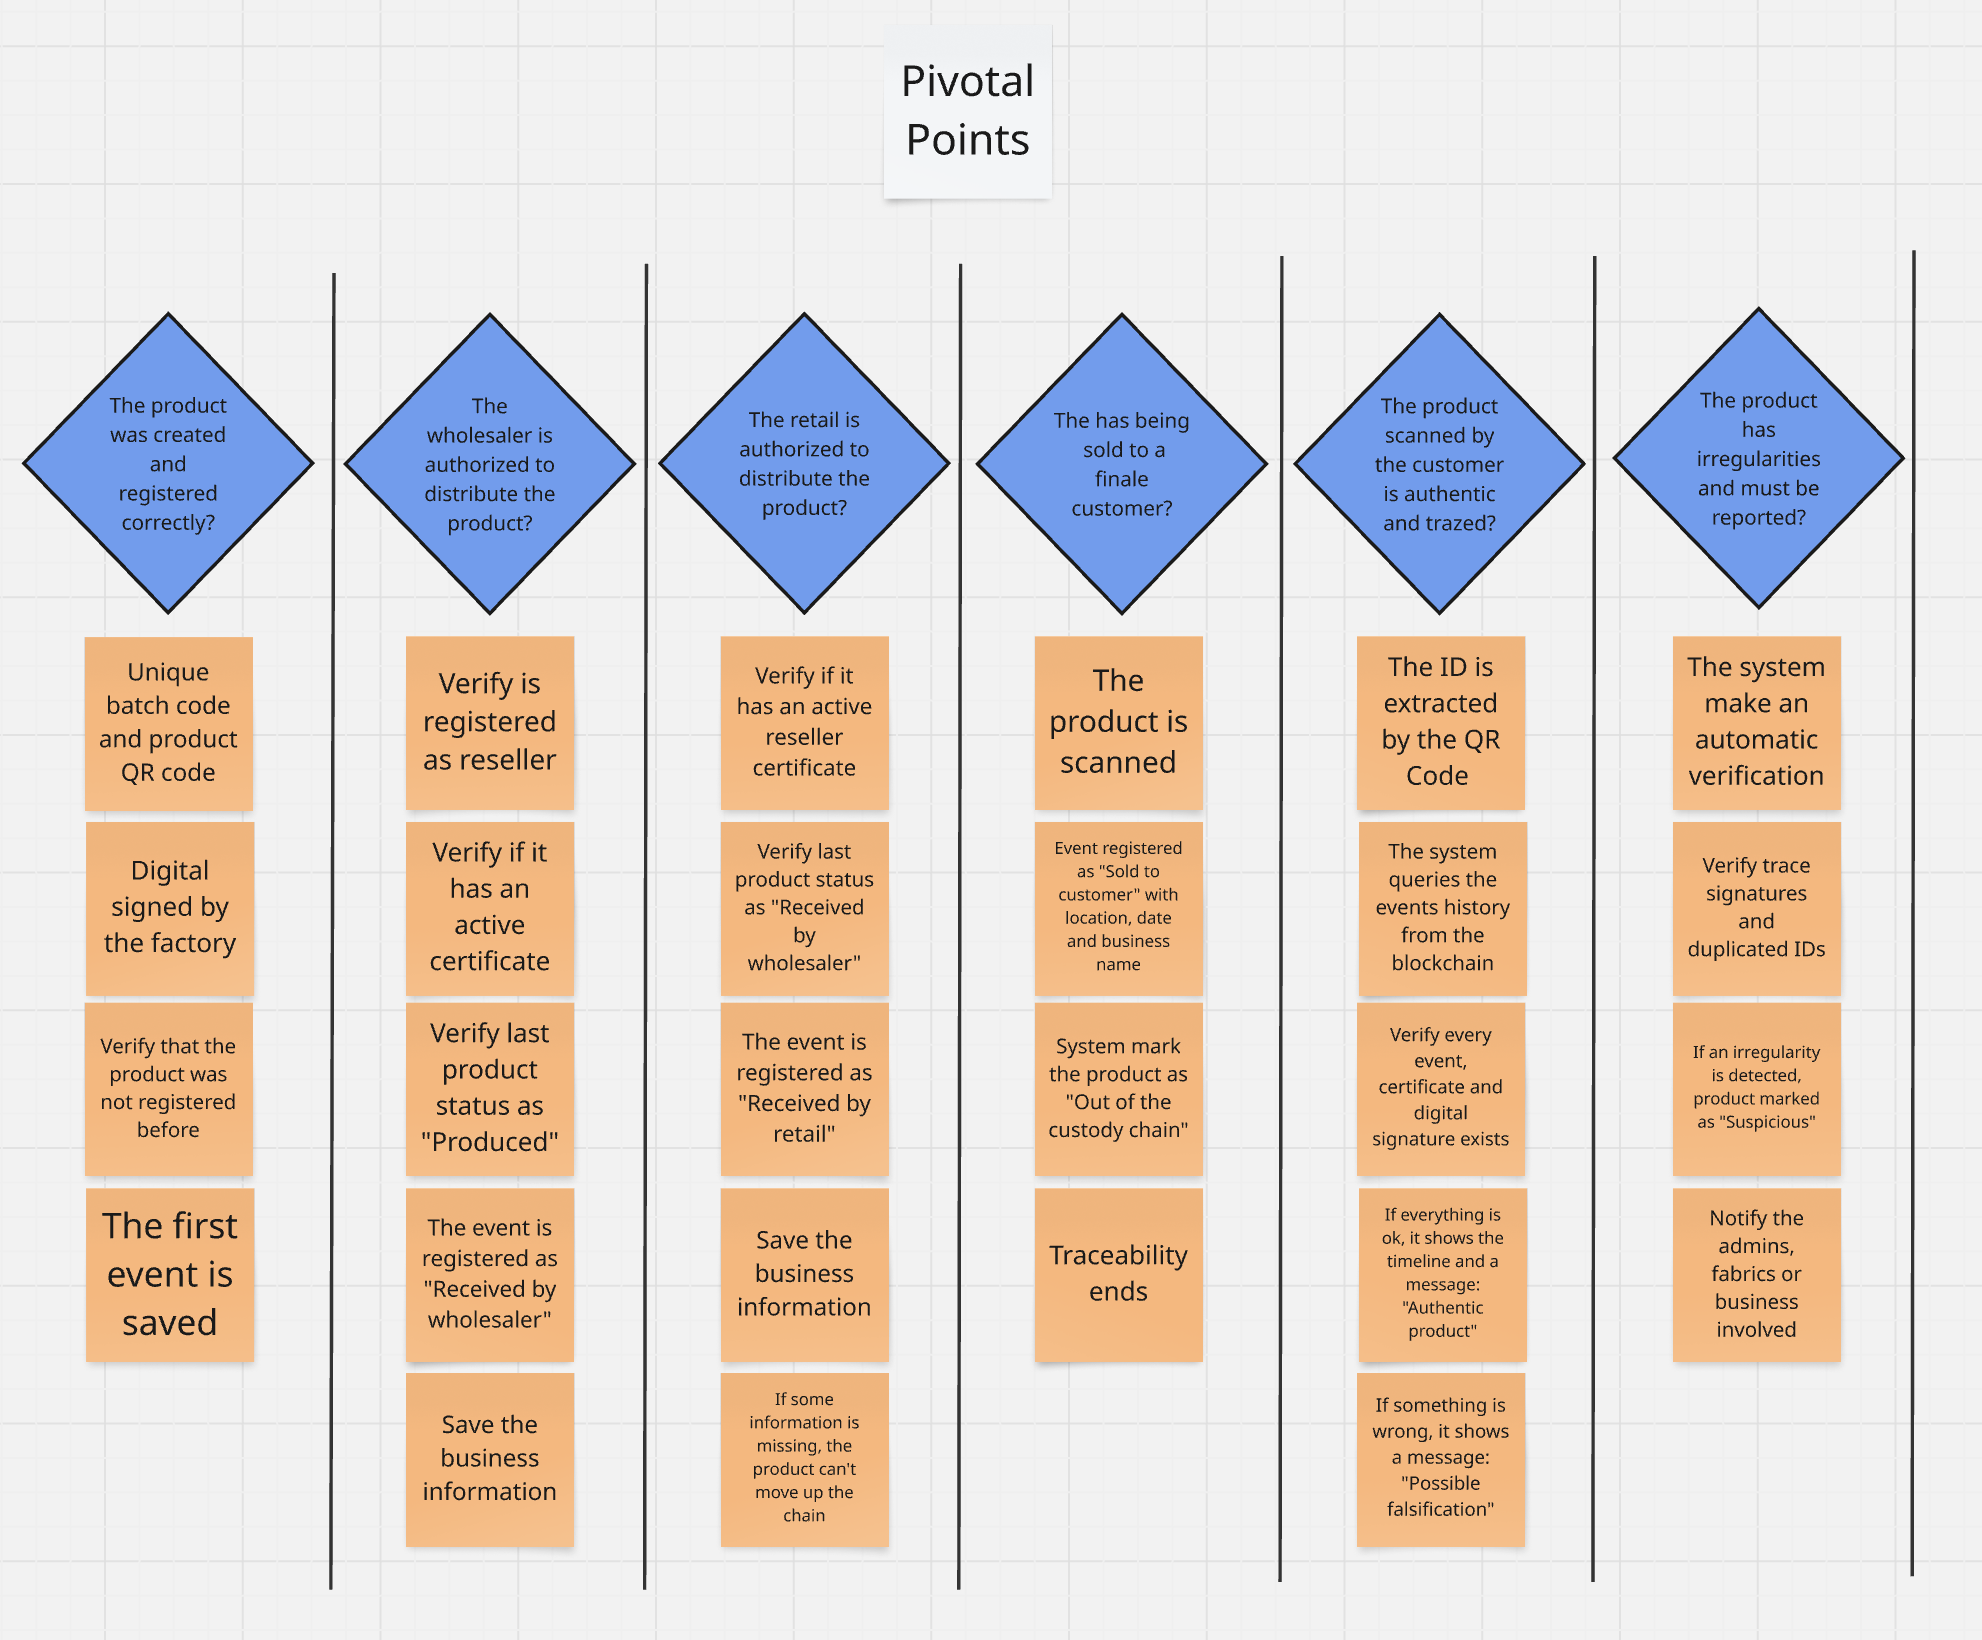 Pivotal
Points
The product
was created
and
registered
correctly?
The
wholesaler is
authorized to
distribute the
product?
The retail is
authorized to
distribute the
product?
The has being
sold to a
finale
customer?
The product
scanned by
the customer
is authentic
and trazed?
The product
has
irregularities
and must be
reported?
Unique
batch code
and product
QR code
Digital
signed by
the factory
Verify that the
product was
not registered
before
The first
event is
saved
Verify is
registered
as reseller
Verify if it
has an
active
certificate
Verify last
product
status as
"Produced"
The event is
registered as
"Received by
wholesaler"
Save the
business
information
Verify if it
has an active
reseller
certificate
Verify last
product status
as "Received
by
wholesaler"
The event is
registered as
"Received by
retail"
Save the
business
information
If some
information is
missing, the
product can't
move up the
chain
The
product is
scanned
Event registered
as "Sold to
customer" with
location, date
and business
name
System mark
the product as
"Out of the
custody chain"
Traceability
ends
The ID is
extracted
by the QR
Code
The system
queries the
events history
from the
blockchain
Verify every
event,
certificate and
digital
signature exists
If everything is
ok, it shows the
timeline and a
message:
"Authentic
product"
If something is
wrong, it shows
a message:
"Possible
falsification"
The system
make an
automatic
verification
Verify trace
signatures
and
duplicated IDs
If an irregularity
is detected,
product marked
as "Suspicious"
Notify the
admins,
fabrics or
business
involved